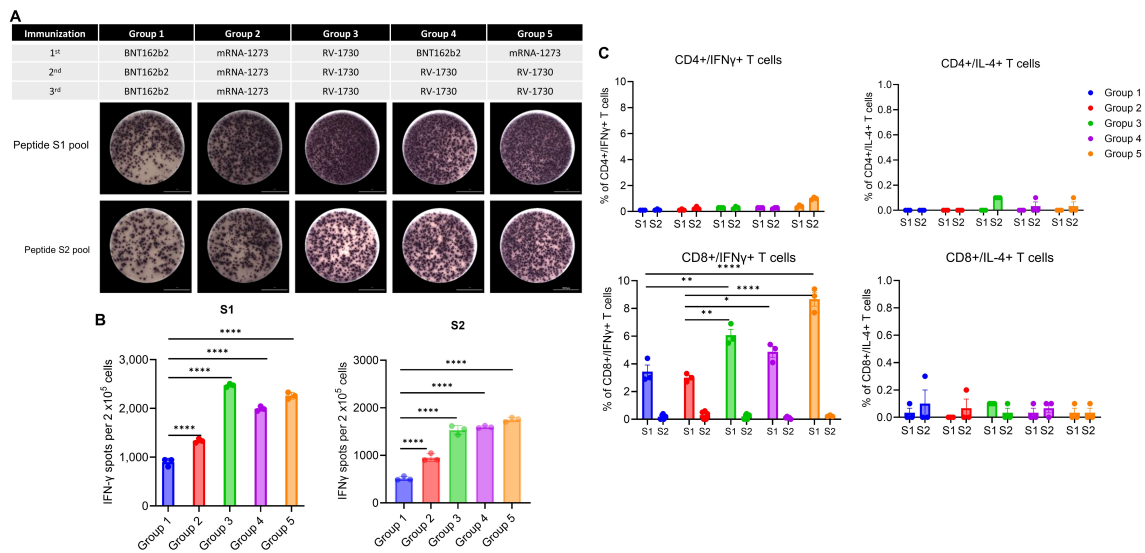 A
Immunization Group 1 Group 2 Group 3 Group 4 Group 5
1st BNT162b2 mRNA-1273 RV-1730 BNT162b2 mRNA-1273
2nd BNT162b2 mRNA-1273 RV-1730 RV-1730 RV-1730
3rd BNT162b2 mRNA-1273 RV-1730 RV-1730 RV-1730
Peptide S1 pool
Peptide S2 pool
B
S1
IFN-γ spots per 2 x10⁵ cells
3,000
2,000
1,000
0
****
****
****
****
Group 1 Group 2 Group 3 Group 4 Group 5
S2
IFNγ spots per 2 x10⁵ cells
3000
2000
1000
0
****
****
****
****
Group 1 Group 2 Group 3 Group 4 Group 5
C
CD4+/IFNγ+ T cells
% of CD4+/IFNγ+ T cells
10
8
6
4
2
0
S1 S2 S1 S2 S1 S2 S1 S2 S1 S2
CD4+/IL-4+ T cells
% of CD4+/IL-4+ T cells
1.0
0.8
0.6
0.4
0.2
0.0
S1 S2 S1 S2 S1 S2 S1 S2 S1 S2
Group 1
Group 2
Gropu 3
Group 4
Group 5
CD8+/IFNγ+ T cells
% of CD8+/IFNγ+ T cells
10
8
6
4
2
0
****
**
****
*
**
S1 S2 S1 S2 S1 S2 S1 S2 S1 S2
CD8+/IL-4+ T cells
% of CD8+/IL-4+ T cells
1.0
0.8
0.6
0.4
0.2
0.0
S1 S2 S1 S2 S1 S2 S1 S2 S1 S2